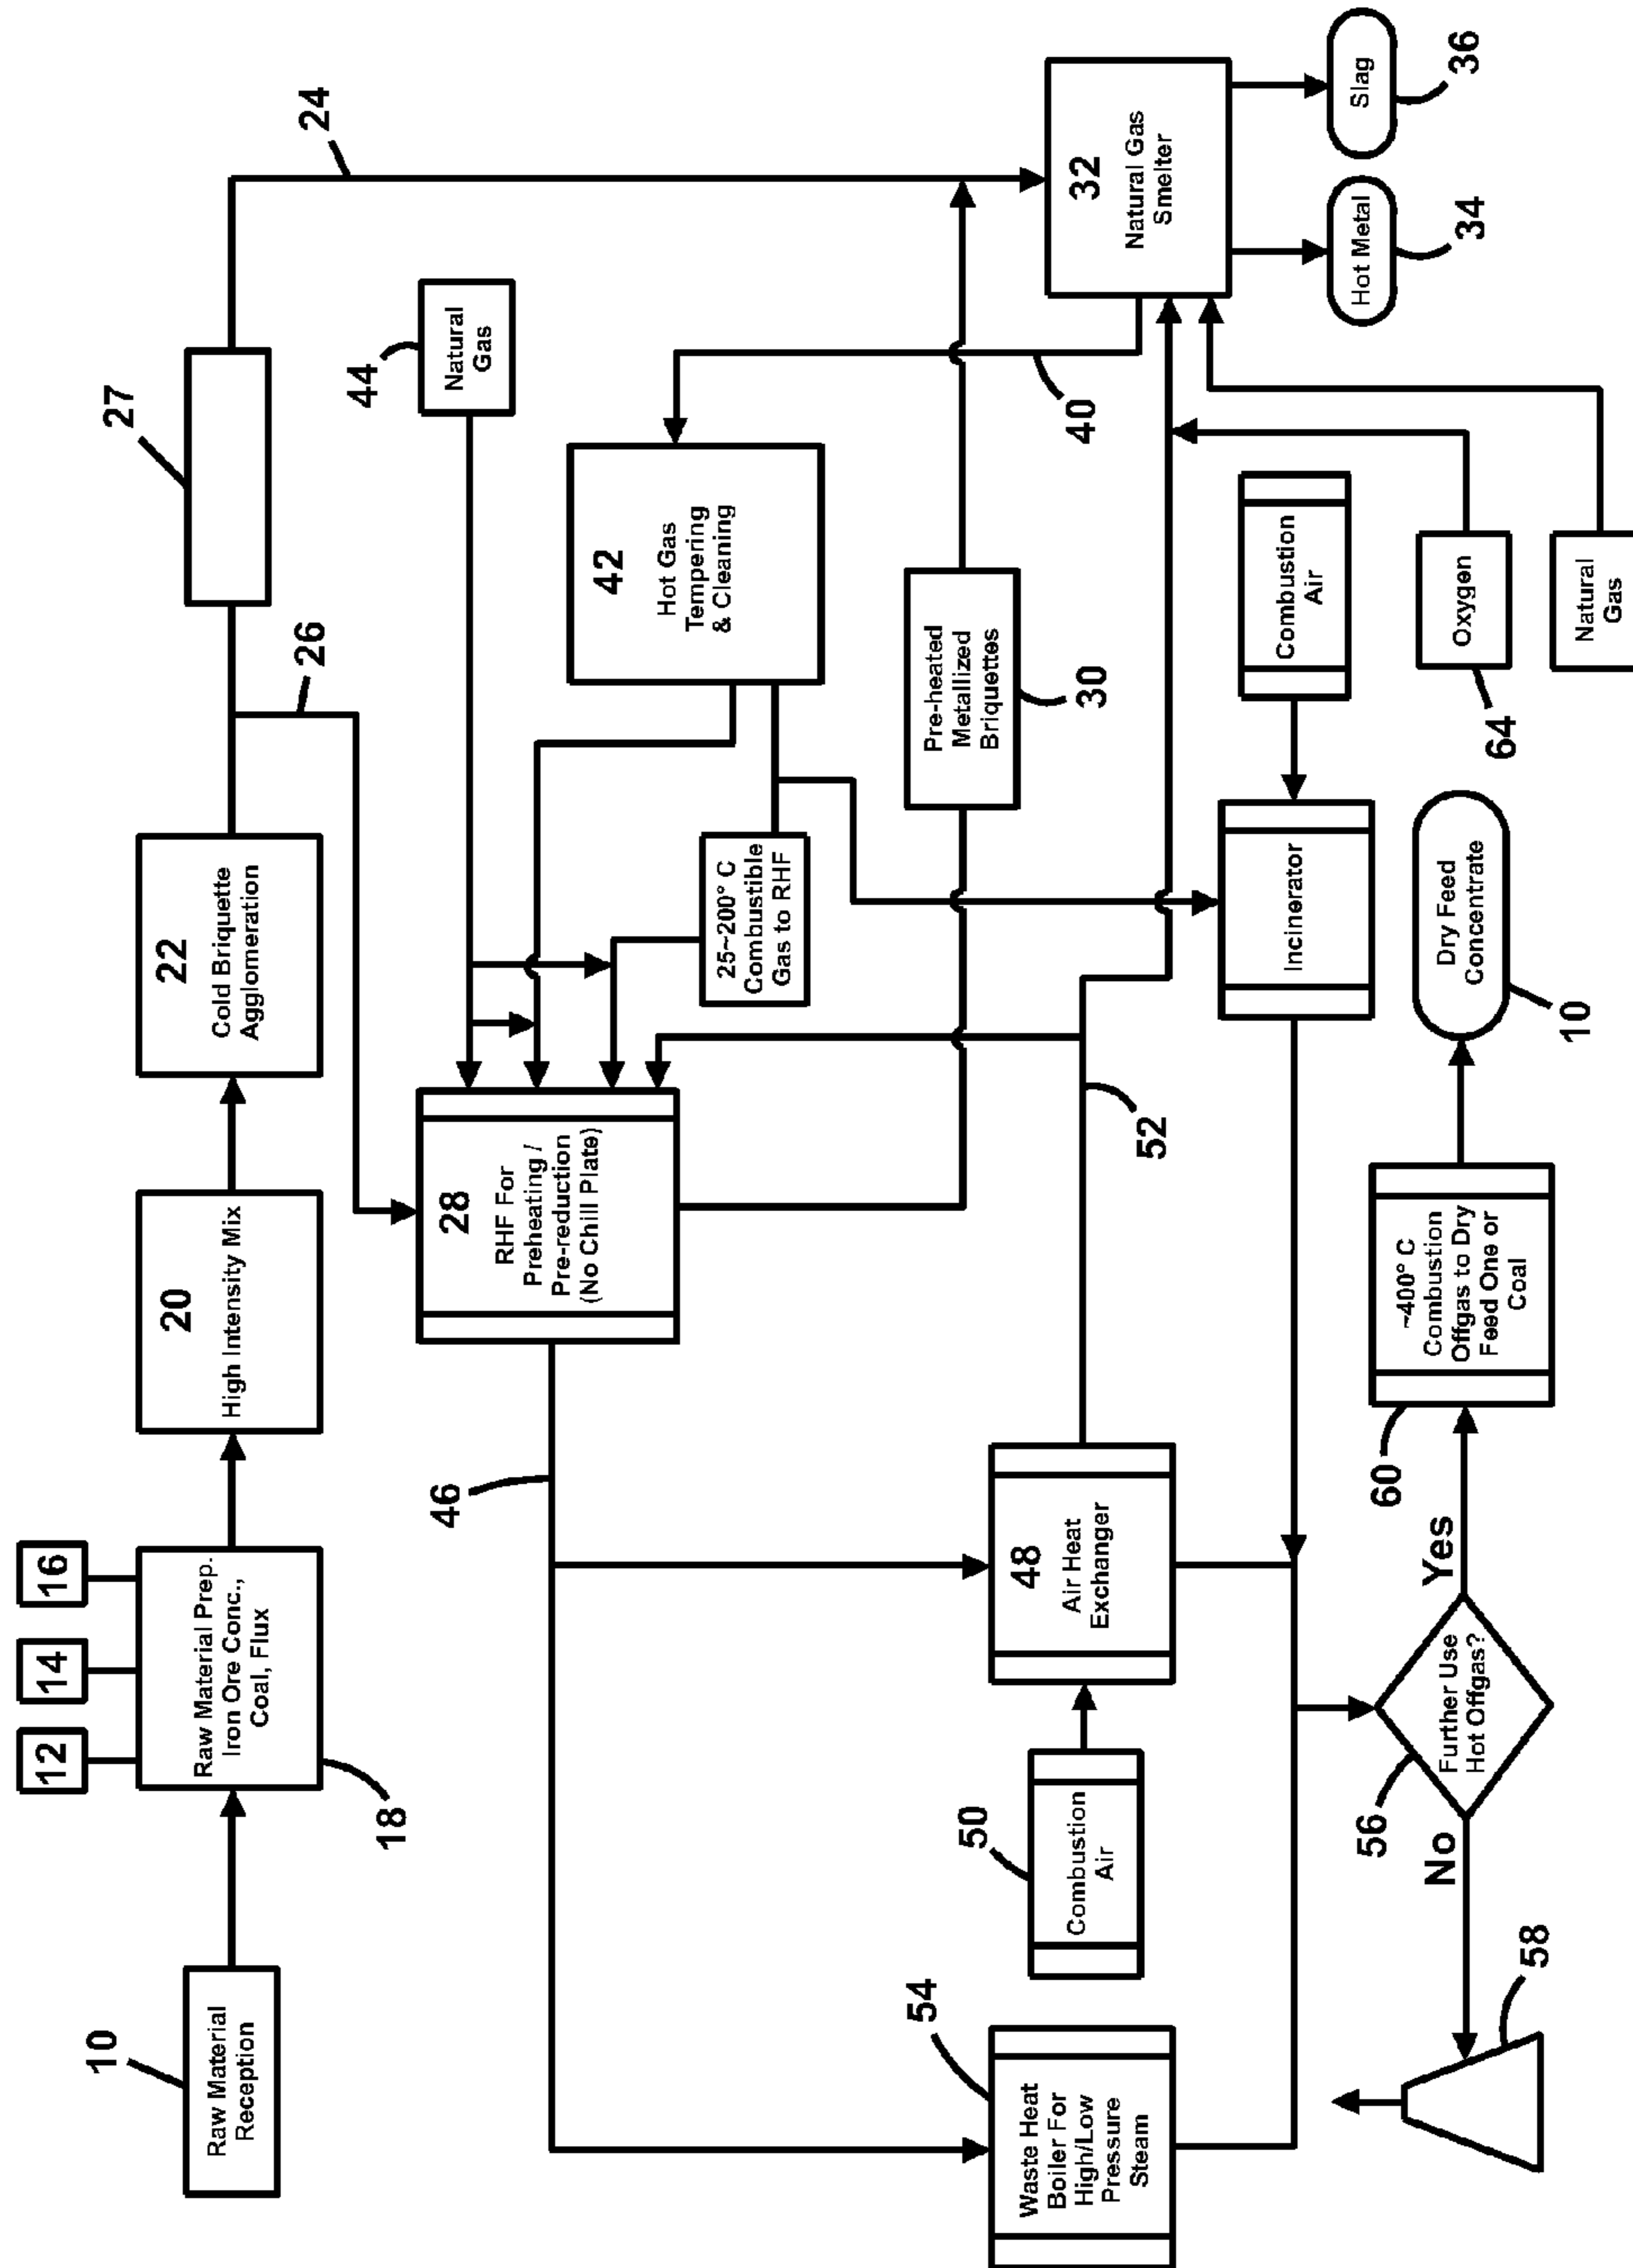 10
Raw Material
Reception
12
14
16
Raw Material Prep.
Iron Ore Conc.,
Coal, Flux
18
20
High Intensity Mix
22
Cold Briquette
Agglomeration
26
27
24
28
RHF For
Preheating /
Pre-reduction
(No Chill Plate)
44
Natural
Gas
42
Hot Gas
Tempering
& Cleaning
25~200° C
Combustible
Gas to RHF
Pre-heated
Metallized
Briquettes
30
40
32
Natural Gas
Smelter
Hot Metal
34
Slag
36
46
54
Waste Heat
Boiler For
High/Low
Pressure
Steam
50
Combustion
Air
48
Air Heat
Exchanger
52
Incinerator
Combustion
Air
Oxygen
64
Natural
Gas
58
No
56
Further Use
Hot Offgas?
Yes
60
~400° C
Combustion
Offgas to Dry
Feed One or
Coal
Dry Feed
Concentrate
10